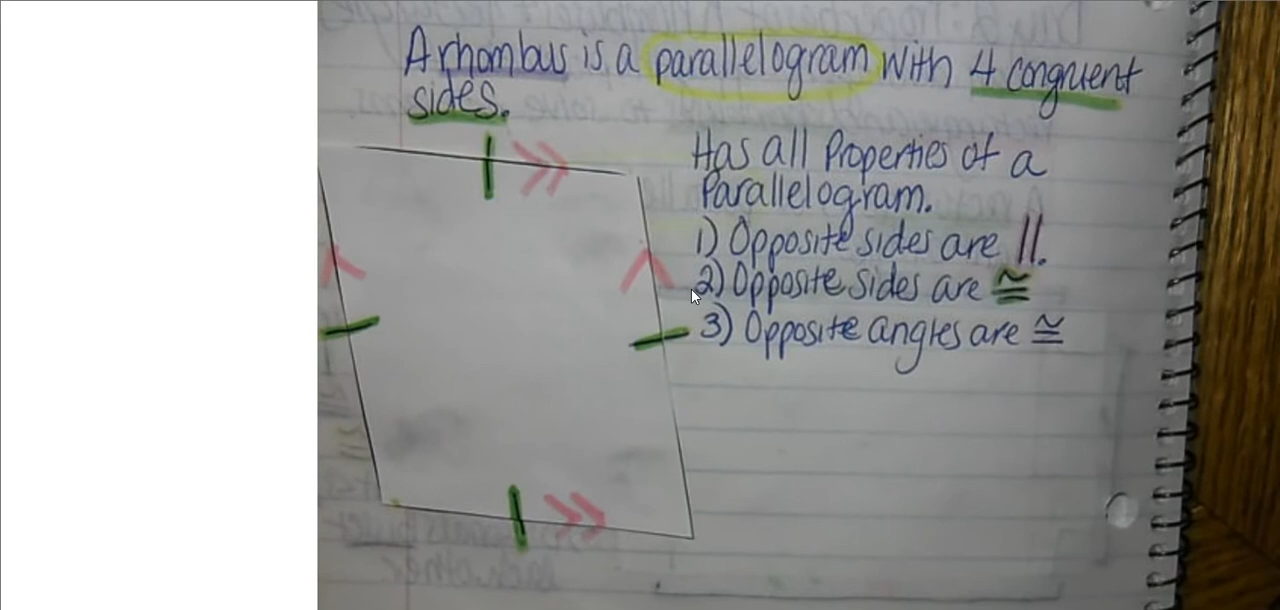 A rhombus is a parallelogram with 4 congruent
sides.
Has all Properties of a
Parallelogram.
1) Opposite sides are ||.
2) Opposite sides are ≅
3) Opposite angles are ≅